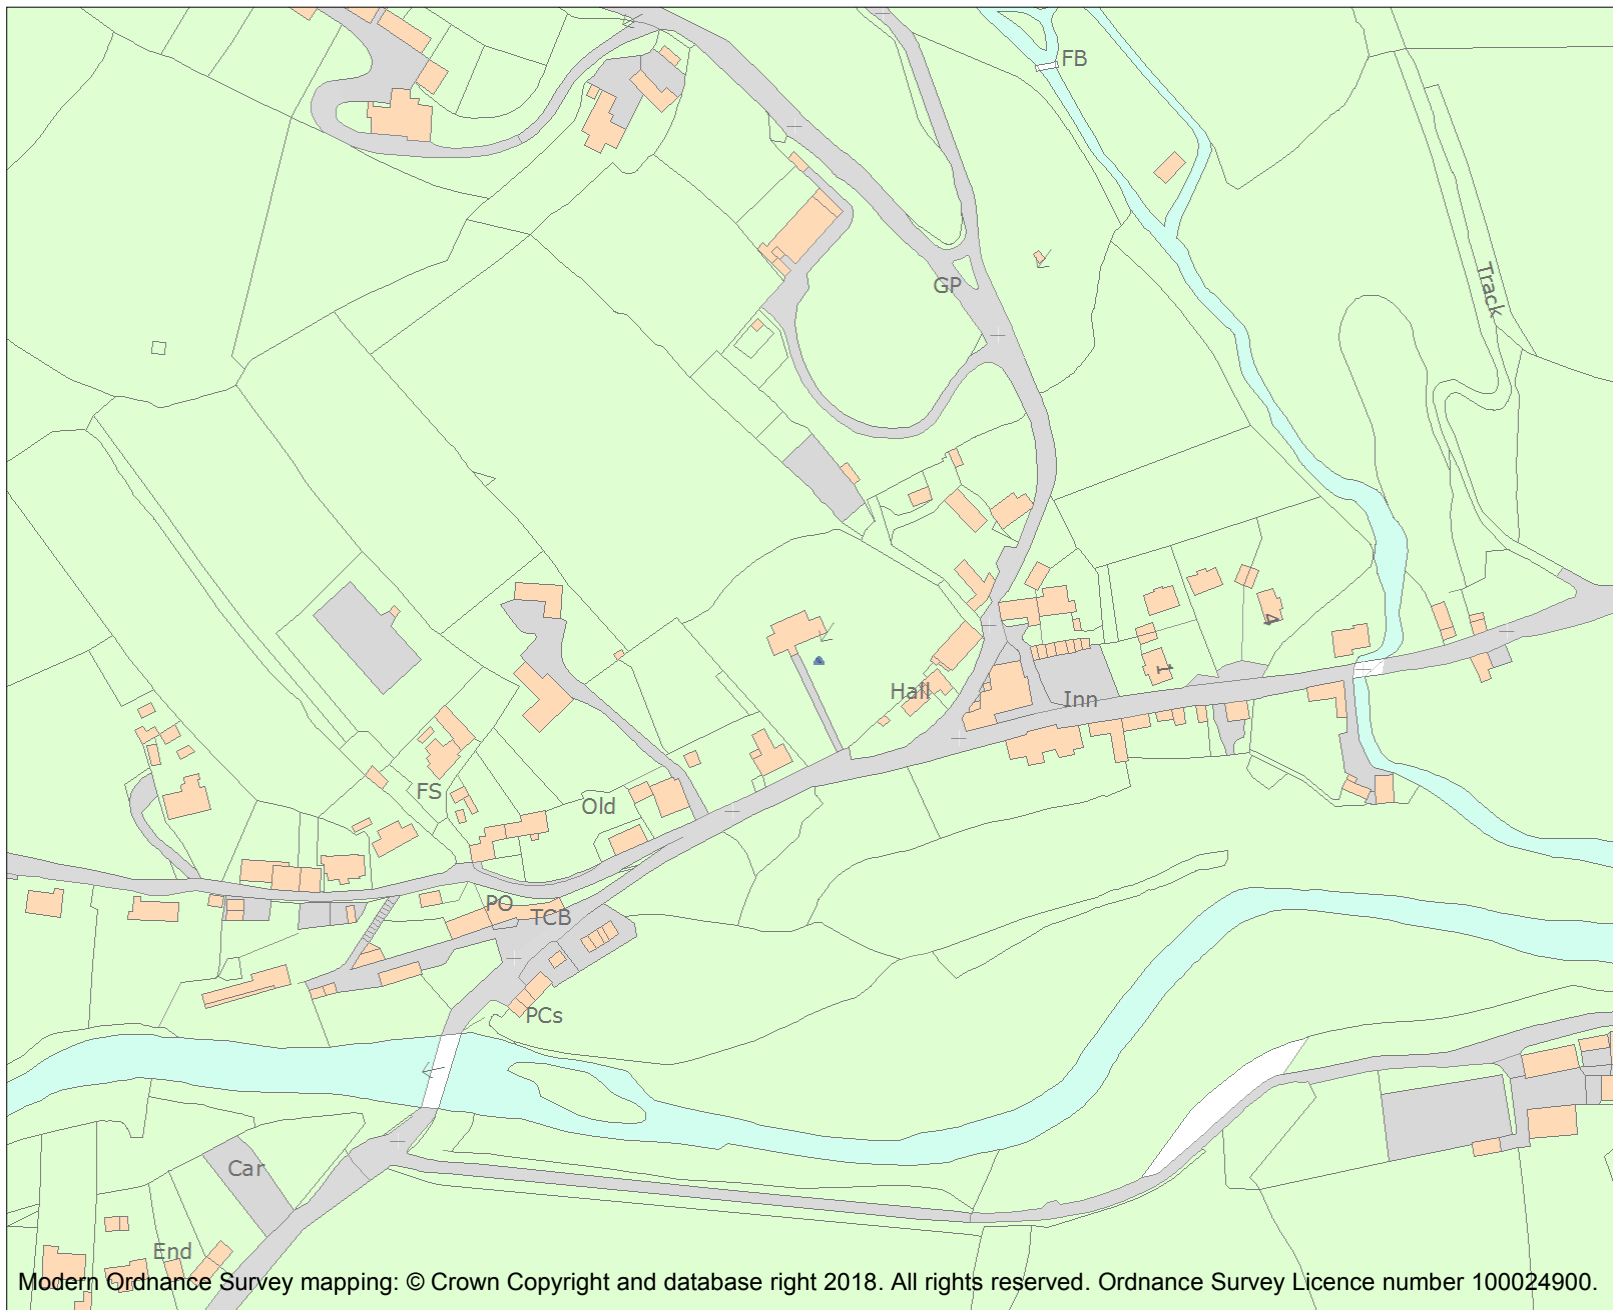 FB
Track
GP
4
1
Hall
Inn
FS
Old
PO
TCB
PCs
Car
End
Modern Ordnance Survey mapping: © Crown Copyright and database right 2018. All rights reserved. Ordnance Survey Licence number 100024900.